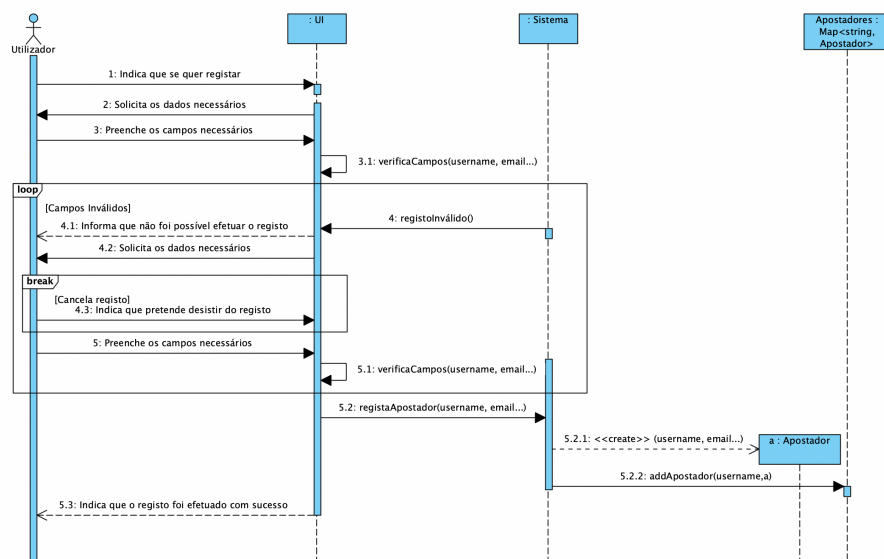 : UI
: Sistema
Apostadores :
Map<string,
Apostador>
Utilizador
1: Indica que se quer registar
2: Solicita os dados necessários
3: Preenche os campos necessários
3.1: verificaCampos(username, email...)
loop
[Campos Inválidos]
4: registoInválido()
4.1: Informa que não foi possível efetuar o registo
4.2: Solicita os dados necessários
break
[Cancela registo]
4.3: Indica que pretende desistir do registo
5: Preenche os campos necessários
5.1: verificaCampos(username, email...)
5.2: registaApostador(username, email...)
5.2.1: <<create>> (username, email...)
a : Apostador
5.2.2: addApostador(username,a)
5.3: Indica que o registo foi efetuado com sucesso